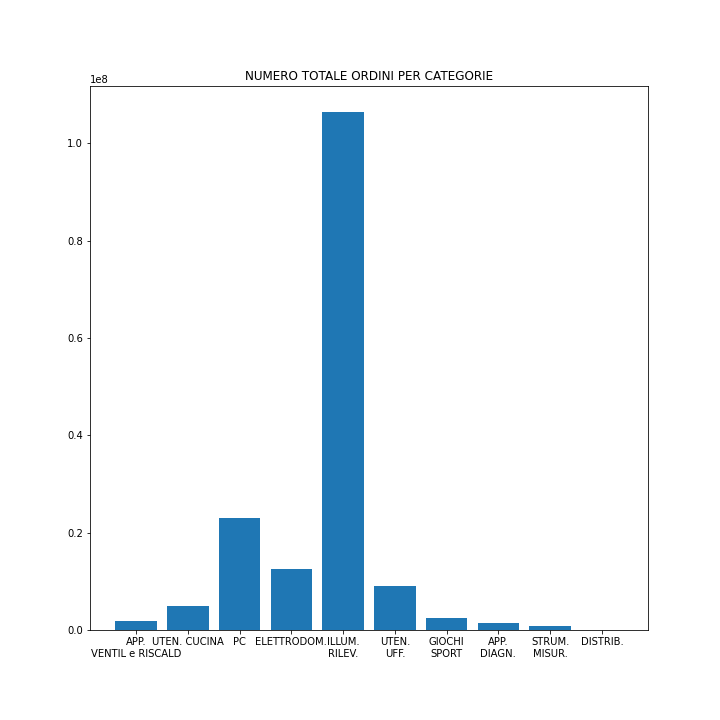 NUMERO TOTALE ORDINI PER CATEGORIE
1e8
1.0
0.8
0.6
0.4
0.2
0.0
APP. UTEN. CUCINA PC ELETTRODOM. ILLUM. UTEN. GIOCHI APP. STRUM. DISTRIB.
VENTIL e RISCALD RILEV. UFF. SPORT DIAGN. MISUR.